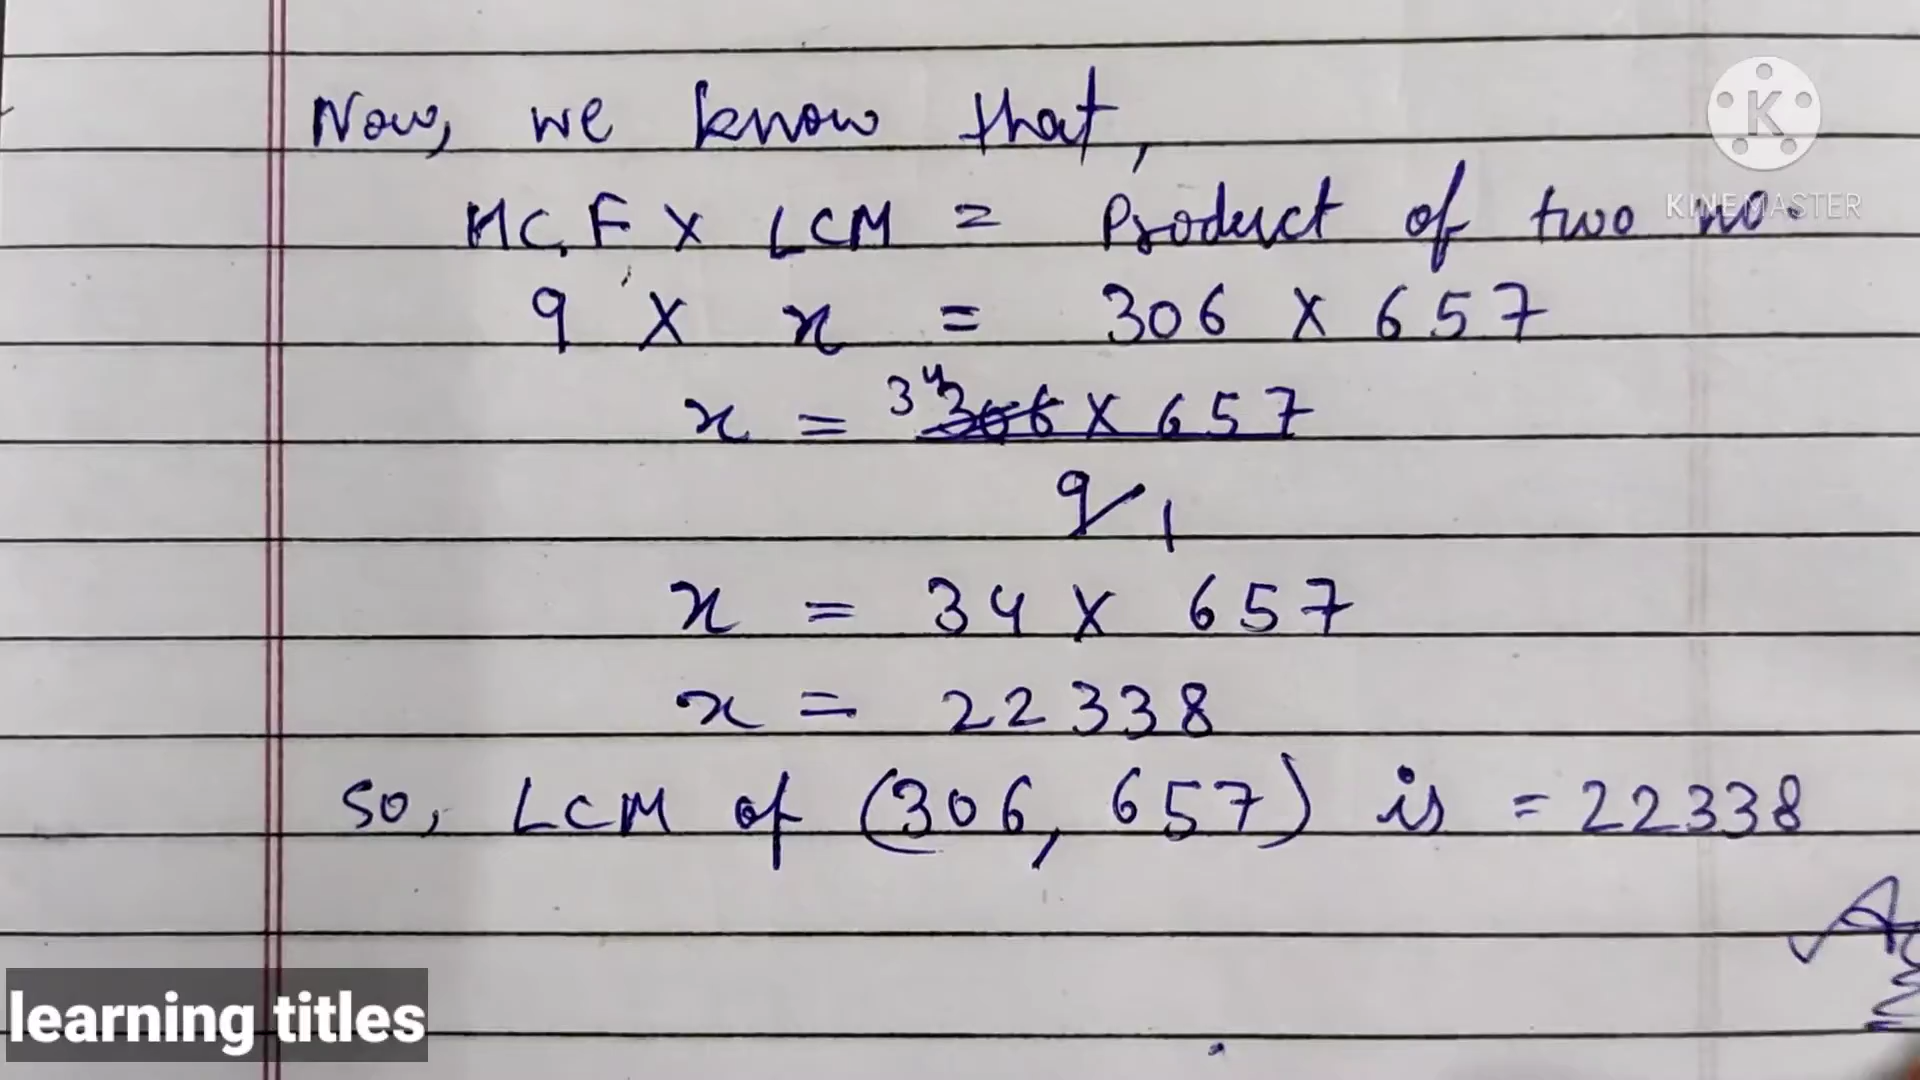 Now, we know that,
KINEMASTER
HCF X LCM = Product of two no.
9 X x = 306 X 657
x = 34 306 X 657
9 1
x = 34 X 657
x = 22338
So, LCM of (306, 657) is = 22338
learning titles